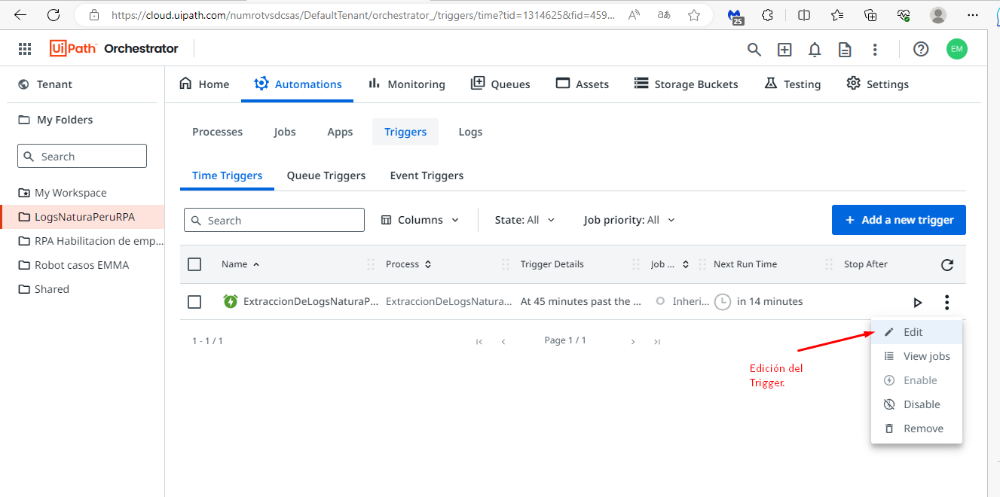 https://cloud.uipath.com/numrotvsdcsas/DefaultTenant/orchestrator_/triggers/time?tid=1314625&fid=459...
25
UiPath Orchestrator
EM
Tenant
Home
Automations
Monitoring
Queues
Assets
Storage Buckets
Testing
Settings
My Folders
Search
My Workspace
LogsNaturaPeruRPA
RPA Habilitacion de emp...
Robot casos EMMA
Shared
Processes
Jobs
Apps
Triggers
Logs
Time Triggers
Queue Triggers
Event Triggers
Search
Columns
State: All
Job priority: All
+ Add a new trigger
Name
Process
Trigger Details
Job ...
Next Run Time
Stop After
ExtraccionDeLogsNaturaP...
ExtraccionDeLogsNatura...
At 45 minutes past the ...
Inheri...
in 14 minutes
1 - 1 / 1
Page 1 / 1
Edit
View jobs
Enable
Disable
Remove
Edición del
Trigger.